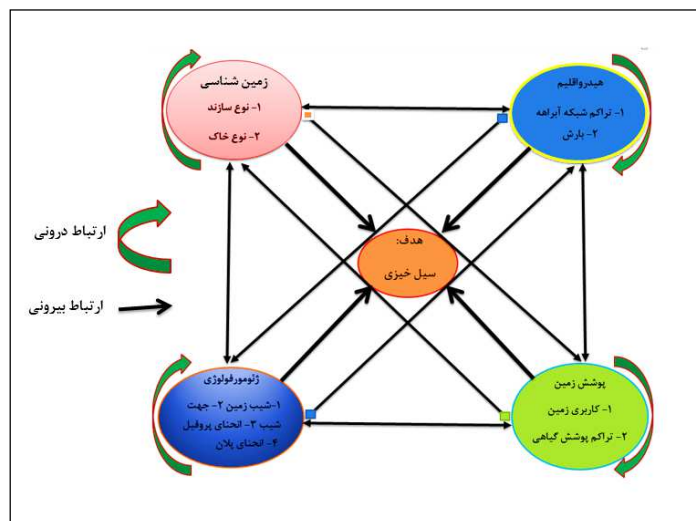 زمین شناسی
۱- نوع سازند
۲- نوع خاک
هیدرواقلیم
۱- تراکم شبکه آبراهه
۲- بارش
هدف:
سیل خیزی
ارتباط درونی
ارتباط بیرونی
ژئومورفولوژی
۱-شیب زمین ۲- جهت
شیب ۳- انحنای پروفیل
۴- انحنای پلان
پوشش زمین
۱- کاربری زمین
۲- تراکم پوشش گیاهی